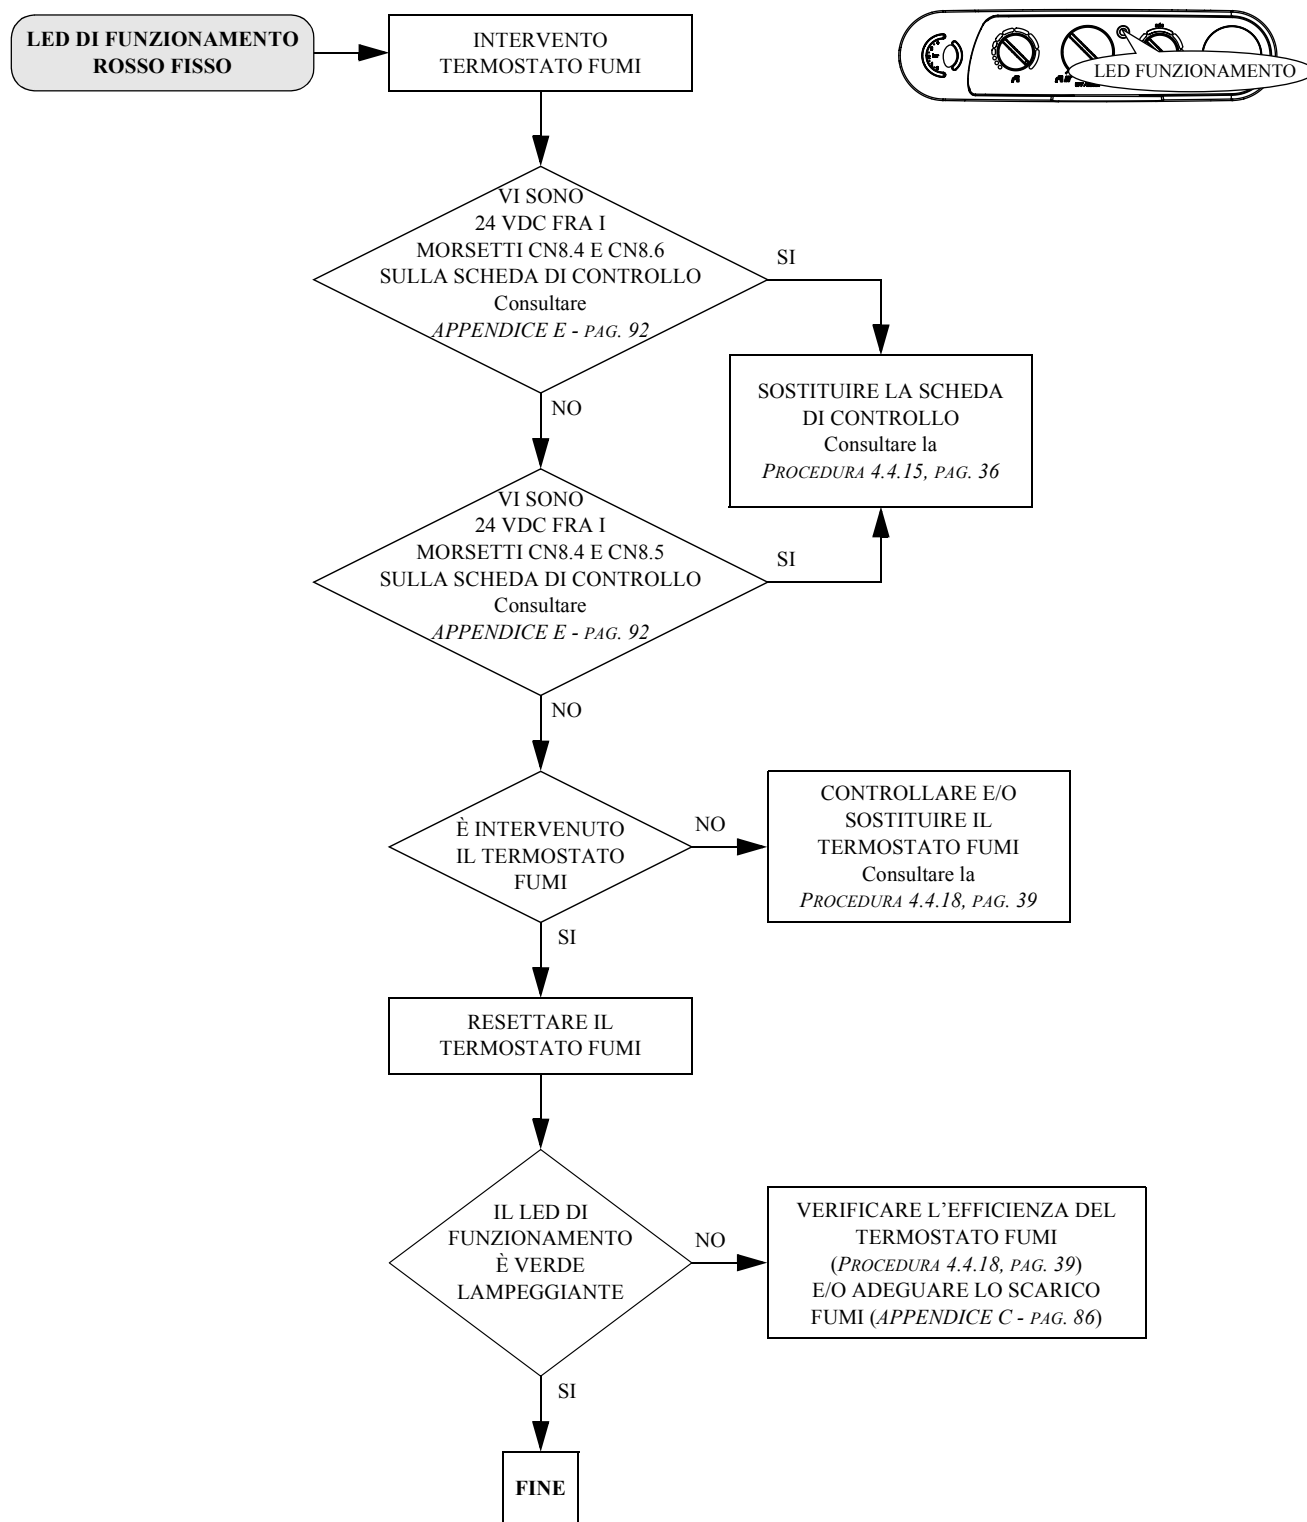 LED DI FUNZIONAMENTO
ROSSO FISSO
INTERVENTO
TERMOSTATO FUMI
LED FUNZIONAMENTO
VI SONO
24 VDC FRA I
MORSETTI CN8.4 E CN8.6
SULLA SCHEDA DI CONTROLLO
Consultare
APPENDICE E - PAG. 92
SI
NO
SOSTITUIRE LA SCHEDA
DI CONTROLLO
Consultare la
PROCEDURA 4.4.15, PAG. 36
VI SONO
24 VDC FRA I
MORSETTI CN8.4 E CN8.5
SULLA SCHEDA DI CONTROLLO
Consultare
APPENDICE E - PAG. 92
SI
NO
È INTERVENUTO
IL TERMOSTATO
FUMI
NO
CONTROLLARE E/O
SOSTITUIRE IL
TERMOSTATO FUMI
Consultare la
PROCEDURA 4.4.18, PAG. 39
SI
RESETTARE IL
TERMOSTATO FUMI
IL LED DI
FUNZIONAMENTO
È VERDE
LAMPEGGIANTE
NO
VERIFICARE L’EFFICIENZA DEL
TERMOSTATO FUMI
(PROCEDURA 4.4.18, PAG. 39)
E/O ADEGUARE LO SCARICO
FUMI (APPENDICE C - PAG. 86)
SI
FINE